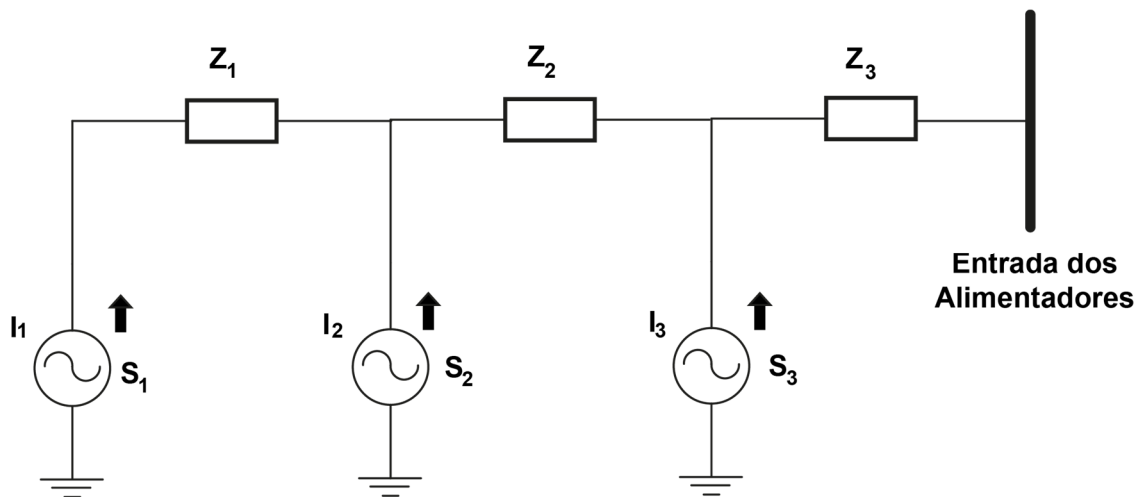 Z₁
Z₂
Z₃
Entrada dos
Alimentadores
I₁
S₁
I₂
S₂
I₃
S₃